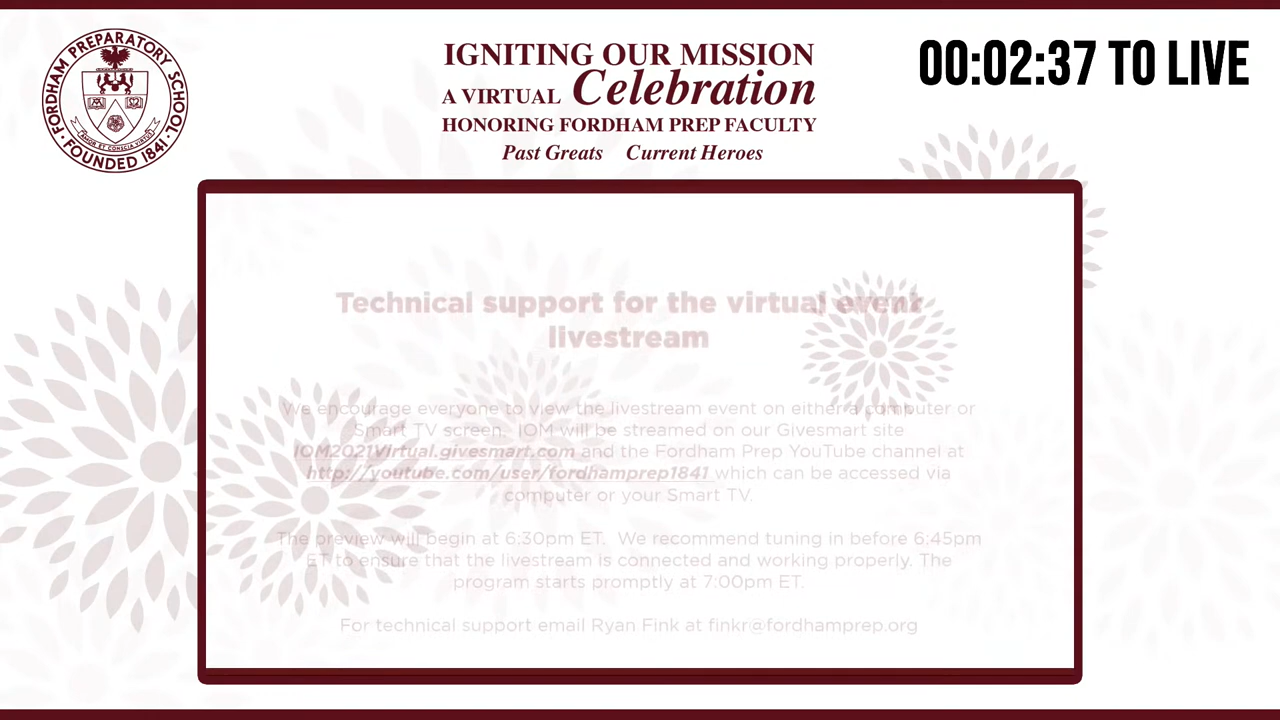 FORDHAM PREPARATORY SCHOOL
FOUNDED 1841
IGNITING OUR MISSION
A VIRTUAL Celebration
HONORING FORDHAM PREP FACULTY
Past Greats Current Heroes
00:02:37 TO LIVE
Technical support for the virtual event
livestream
We encourage everyone to view the livestream event on either a computer or
Smart TV screen. IOM will be streamed on our Givesmart site
IOM2021Virtual.givesmart.com and the Fordham Prep YouTube channel at
http://youtube.com/user/fordhamprep1841 which can be accessed via
computer or your Smart TV.
The preview will begin at 6:30pm ET. We recommend tuning in before 6:45pm
ET to ensure that the livestream is connected and working properly. The
program starts promptly at 7:00pm ET.
For technical support email Ryan Fink at finkr@fordhamprep.org